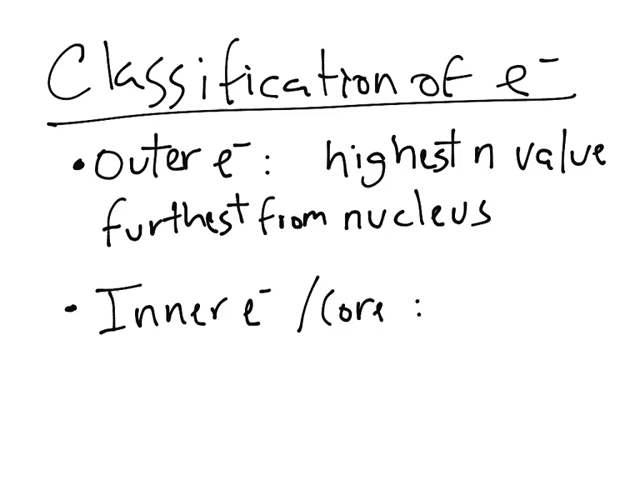 Classification of e⁻
• Outer e⁻: highest n value
furthest from nucleus
• Inner e⁻ /Core :